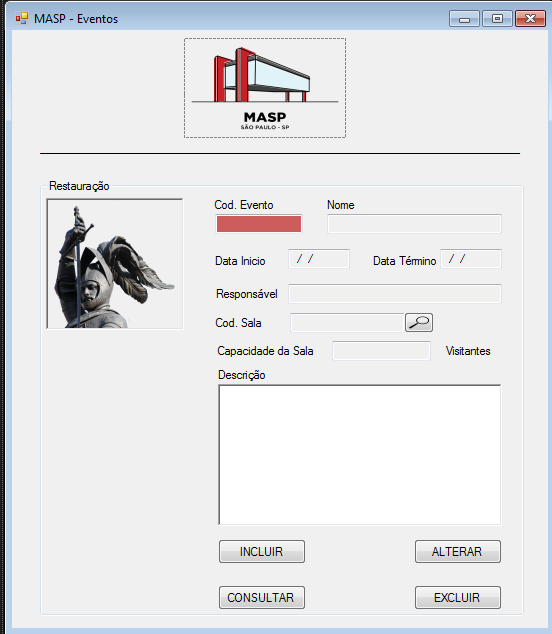 MASP - Eventos
MASP
SÃO PAULO - SP
Restauração
Cod. Evento Nome
Data Inicio / / Data Término / /
Responsável
Cod. Sala
Capacidade da Sala Visitantes
Descrição
INCLUIR ALTERAR
CONSULTAR EXCLUIR